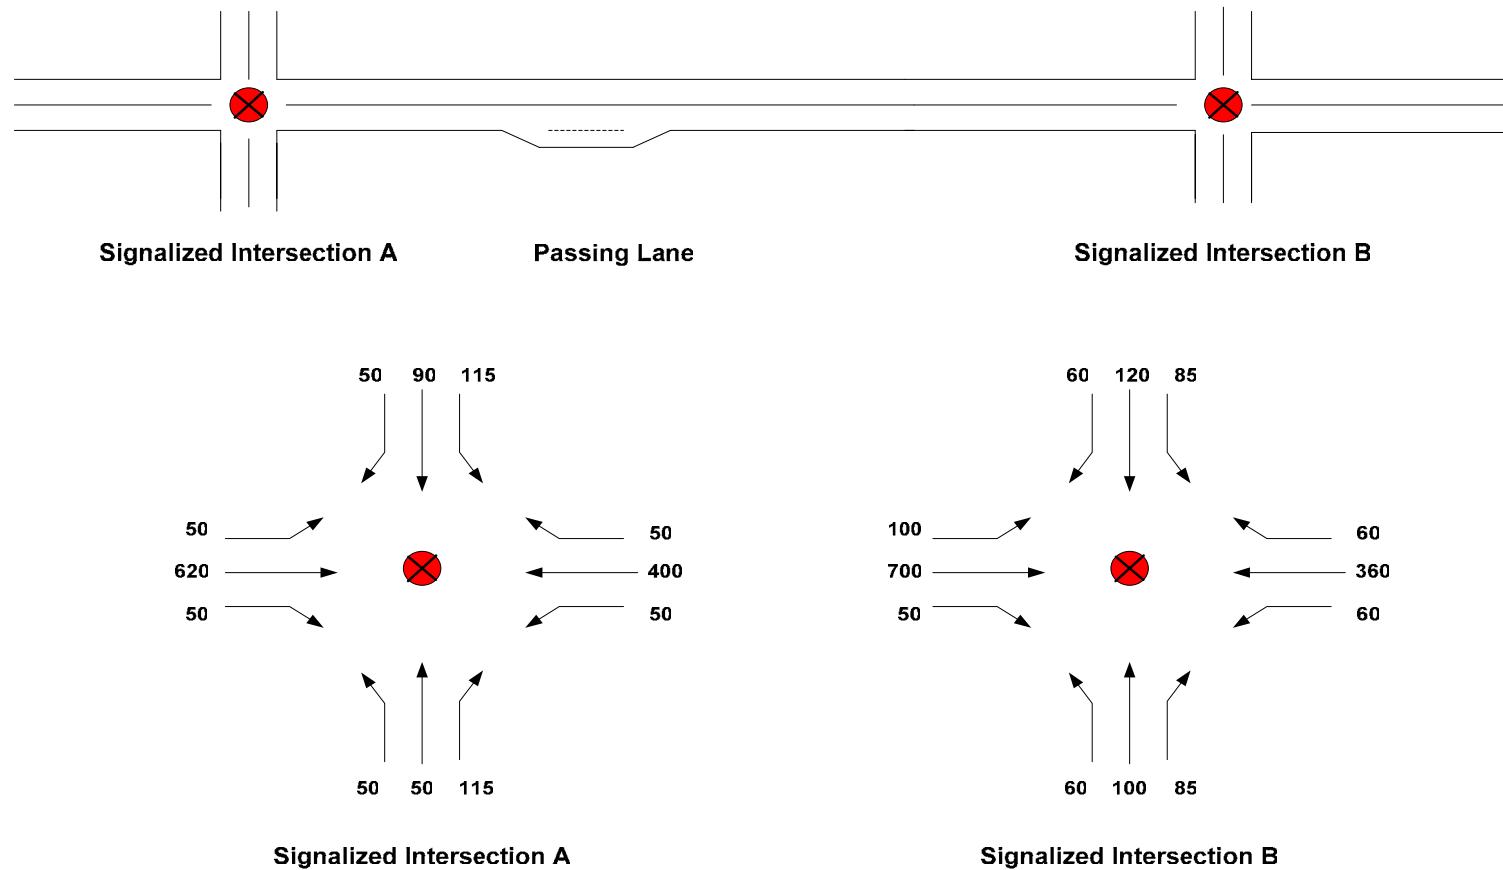 Signalized Intersection A
Passing Lane
Signalized Intersection B
50 90 115
60 120 85
50
50
620
400
50
50
100
60
700
360
50
60
50 50 115
60 100 85
Signalized Intersection A
Signalized Intersection B